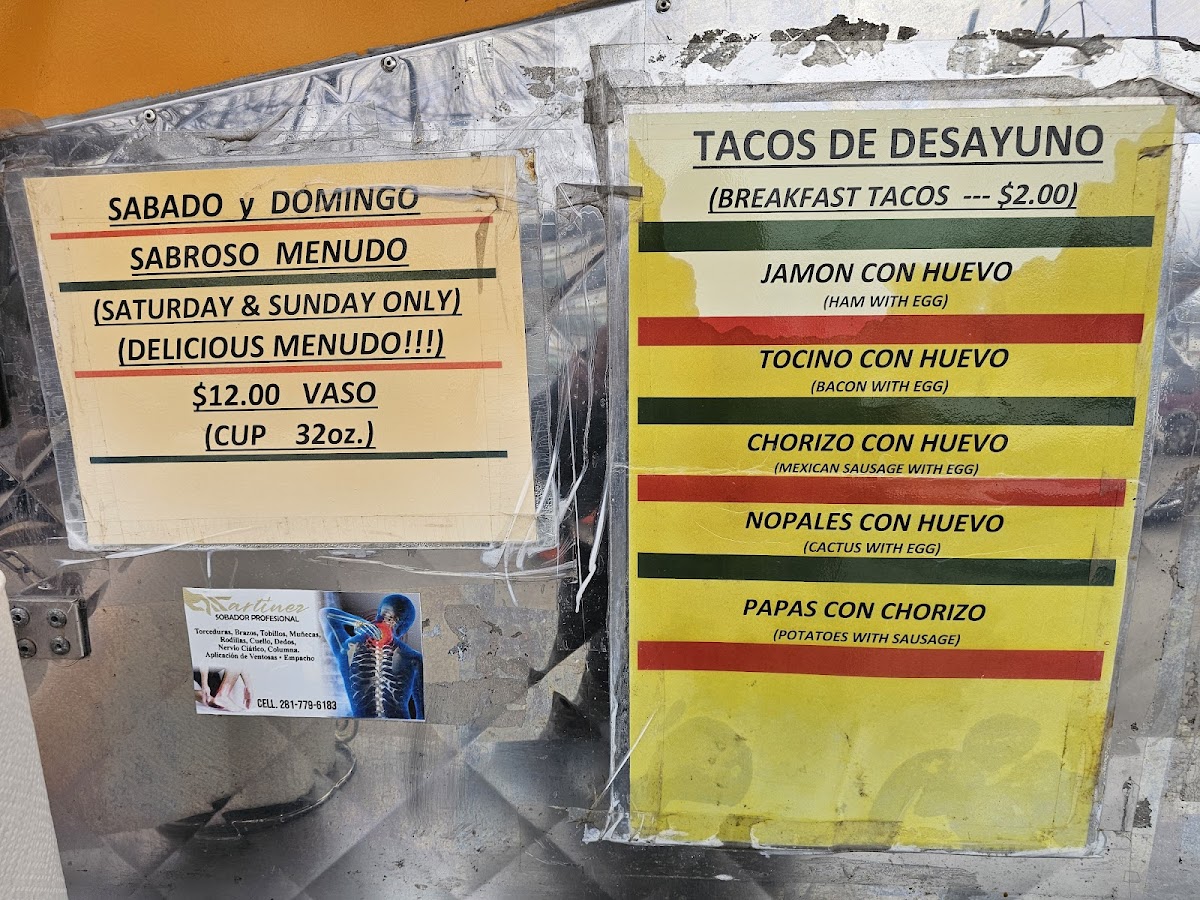 SABADO y DOMINGO
SABROSO MENUDO
(SATURDAY & SUNDAY ONLY)
(DELICIOUS MENUDO!!!)
$12.00 VASO
(CUP 32oz.)
Martinez
SOBADOR PROFESIONAL
Torceduras, Brazos, Tobillos, Muñecas,
Rodillas, Cuello, Dedos,
Nervio Ciático, Columna.
Aplicación de Ventosas • Empacho
CELL. 281-779-6183
TACOS DE DESAYUNO
(BREAKFAST TACOS --- $2.00)
JAMON CON HUEVO
(HAM WITH EGG)
TOCINO CON HUEVO
(BACON WITH EGG)
CHORIZO CON HUEVO
(MEXICAN SAUSAGE WITH EGG)
NOPALES CON HUEVO
(CACTUS WITH EGG)
PAPAS CON CHORIZO
(POTATOES WITH SAUSAGE)